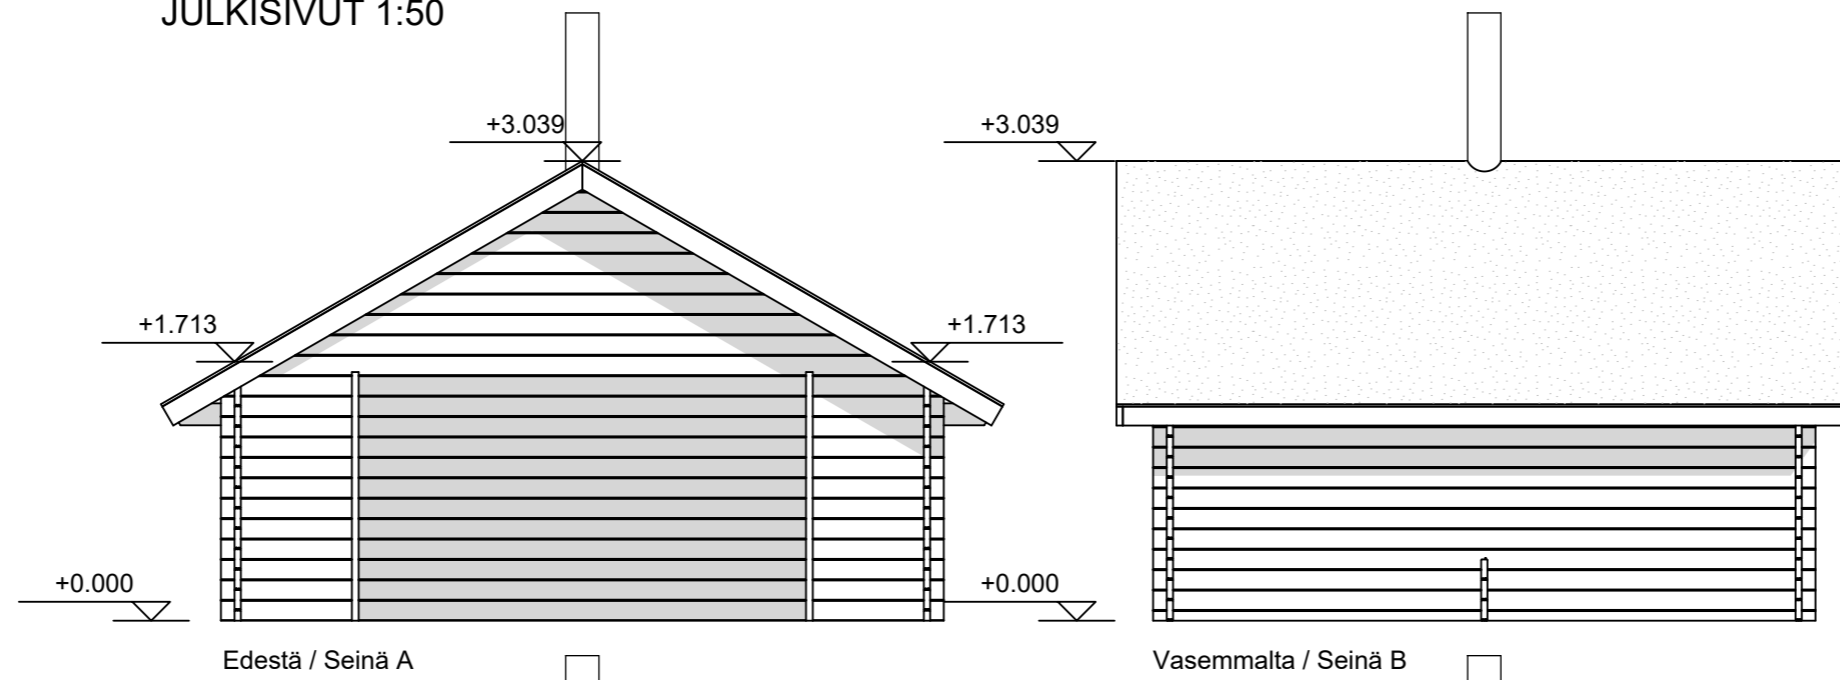 JULKISIVUT 1:50
+3.039
+3.039
+1.713
+1.713
+0.000
+0.000
Edestä / Seinä A
Vasemmalta / Seinä B